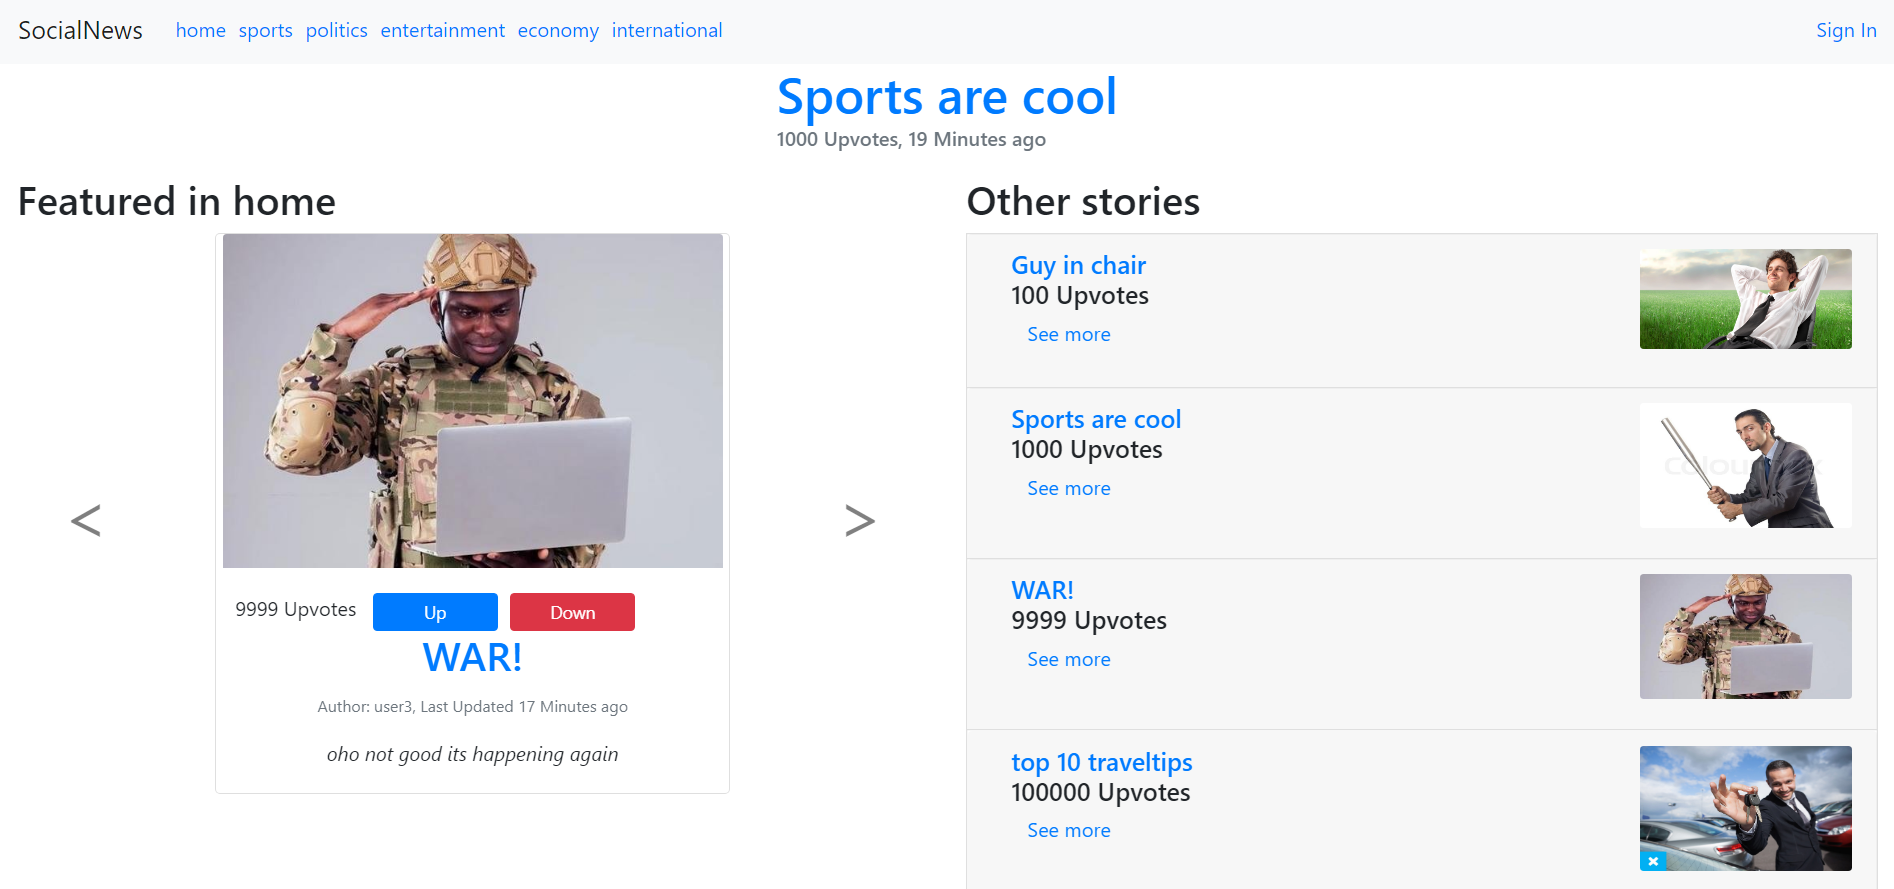 SocialNews home sports politics entertainment economy international Sign In
Sports are cool
1000 Upvotes, 19 Minutes ago
Featured in home
<
>
9999 Upvotes Up Down
WAR!
Author: user3, Last Updated 17 Minutes ago
oho not good its happening again
Other stories
Guy in chair
100 Upvotes
See more
Sports are cool
1000 Upvotes
See more
WAR!
9999 Upvotes
See more
top 10 traveltips
100000 Upvotes
See more